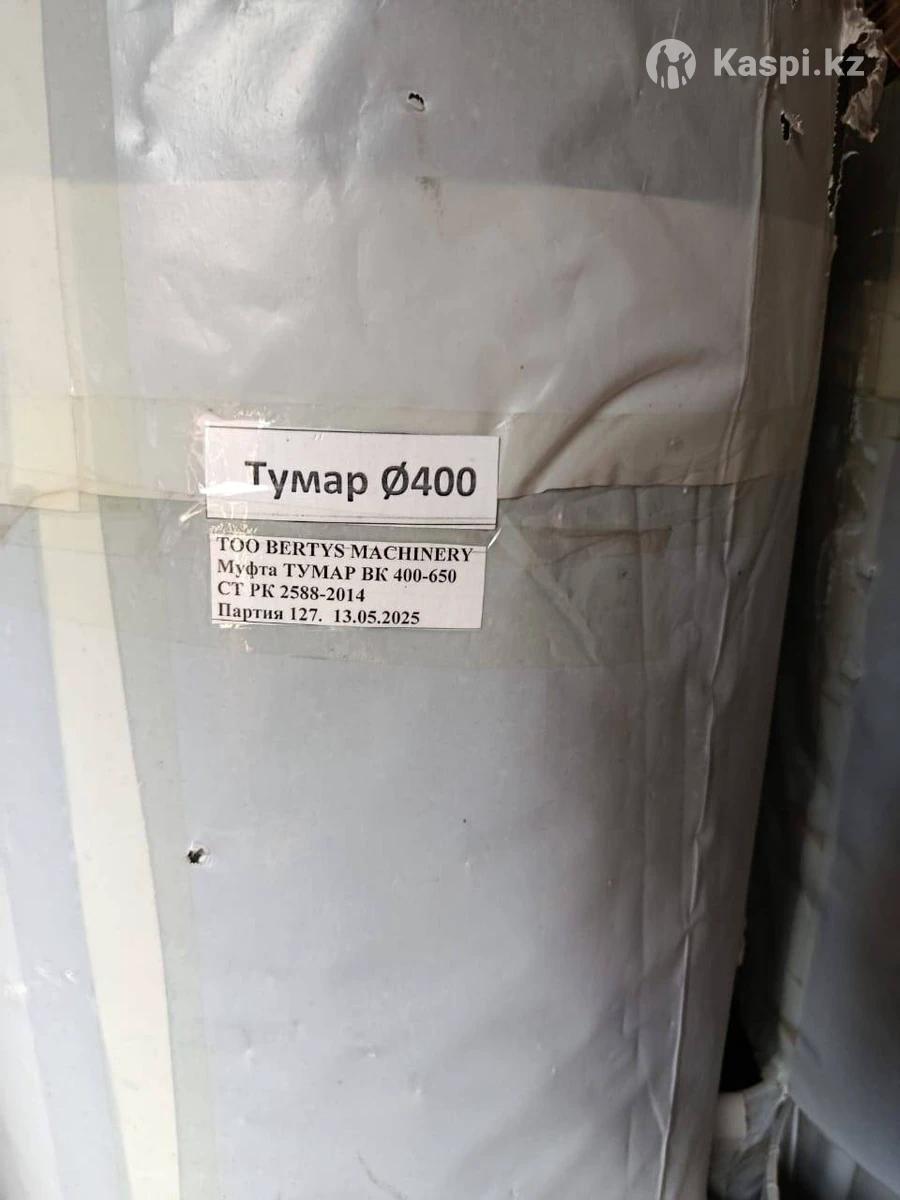 Kaspi.kz
Тумар Ø400
ТОО BERTYS MACHINERY
Муфта ТУМАР ВК 400-650
СТ РК 2588-2014
Партия 127. 13.05.2025